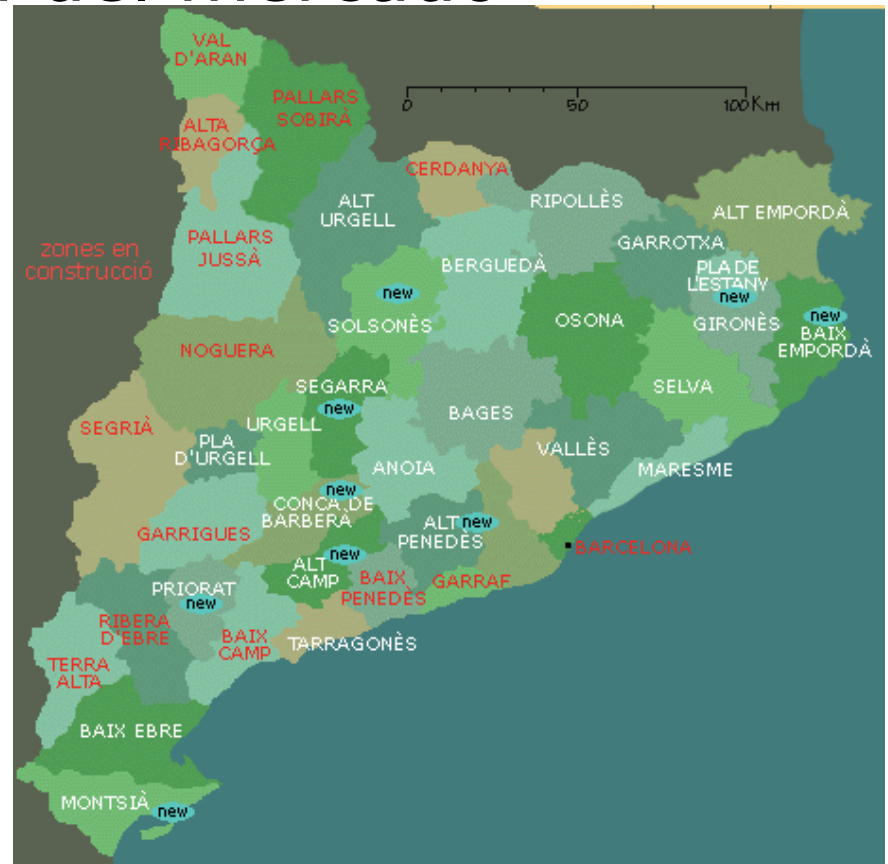 VAL
D'ARAN
PALLARS
SOBIRÀ
0
50
100 Km
ALTA
RIBAGORÇA
CERDANYA
ALT
URGELL
RIPOLLÈS
ALT EMPORDÀ
zones en
construcció
PALLARS
JUSSÀ
GARROTXA
BERGUEDÀ
PLA DE
L'ESTANY
new
new
SOLSONÈS
OSONA
GIRONÈS
new
BAIX
EMPORDÀ
NOGUERA
SEGARRA
new
SELVA
BAGES
URGELL
SEGRIÀ
PLA
D'URGELL
VALLÈS
ANOIA
MARESME
new
CONCA DE
BARBERÀ
GARRIGUES
ALT
PENEDÈS
new
BARCELONA
new
ALT
CAMP
BAIX
PENEDÈS
GARRAF
PRIORAT
new
RIBERA
D'EBRE
BAIX
CAMP
TARRAGONÈS
TERRA
ALTA
BAIX EBRE
MONTSIÀ
new